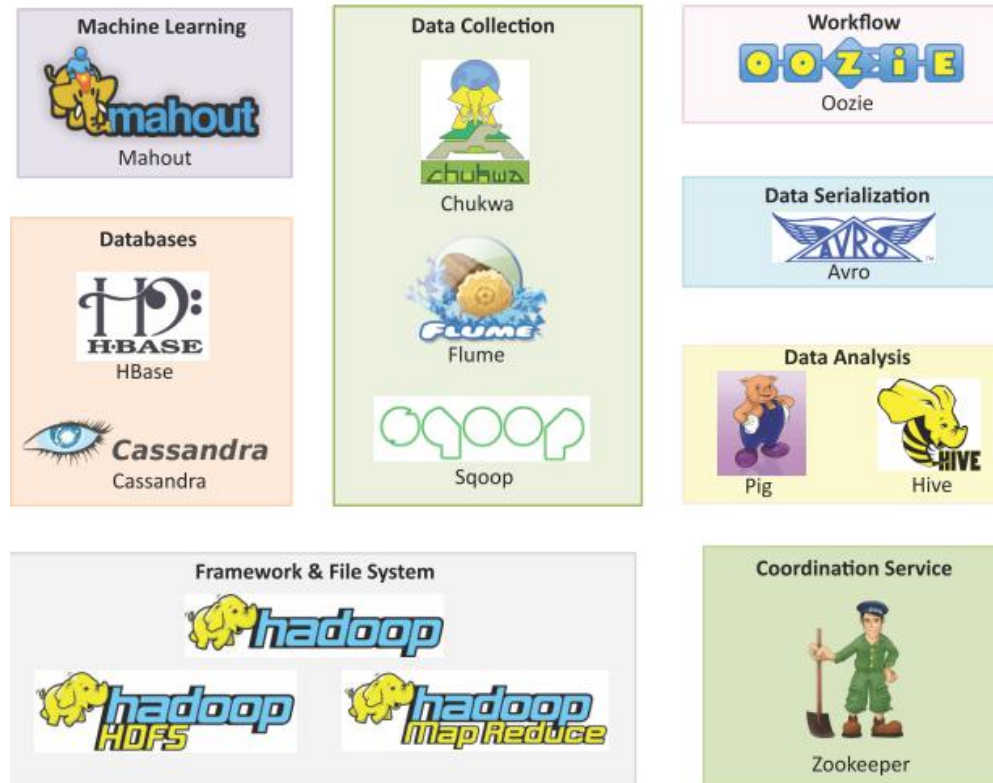 Machine Learning
mahout
Mahout
Databases
H·BASE
HBase
Cassandra
Cassandra
Data Collection
chukwa
Chukwa
FLUME
Flume
sqoop
Sqoop
Workflow
OOZiE
Oozie
Data Serialization
AVRO
TM
Avro
Data Analysis
HIVE
Pig
Hive
Framework & File System
hadoop
hadoop
HDFS
hadoop
Map Reduce
Coordination Service
Zookeeper